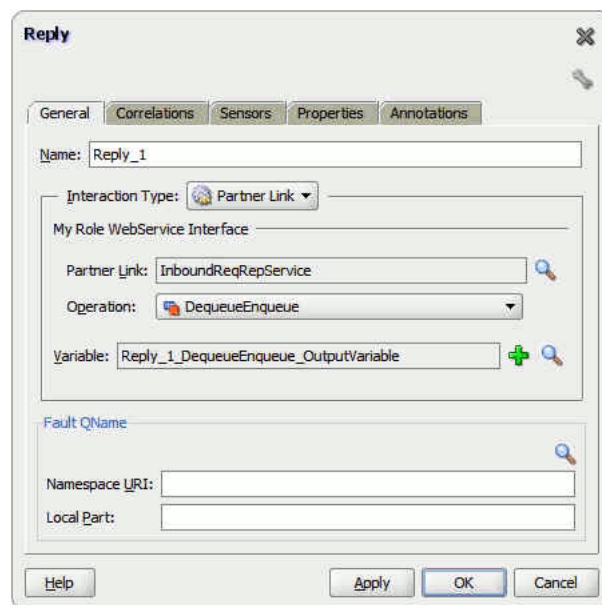 Reply
General Correlations Sensors Properties Annotations
Name: Reply_1
Interaction Type: Partner Link
My Role WebService Interface
Partner Link: InboundReqRepService
Operation: DequeueEnqueue
Variable: Reply_1_DequeueEnqueue_OutputVariable
Fault QName
Namespace URI:
Local Part:
Help Apply OK Cancel